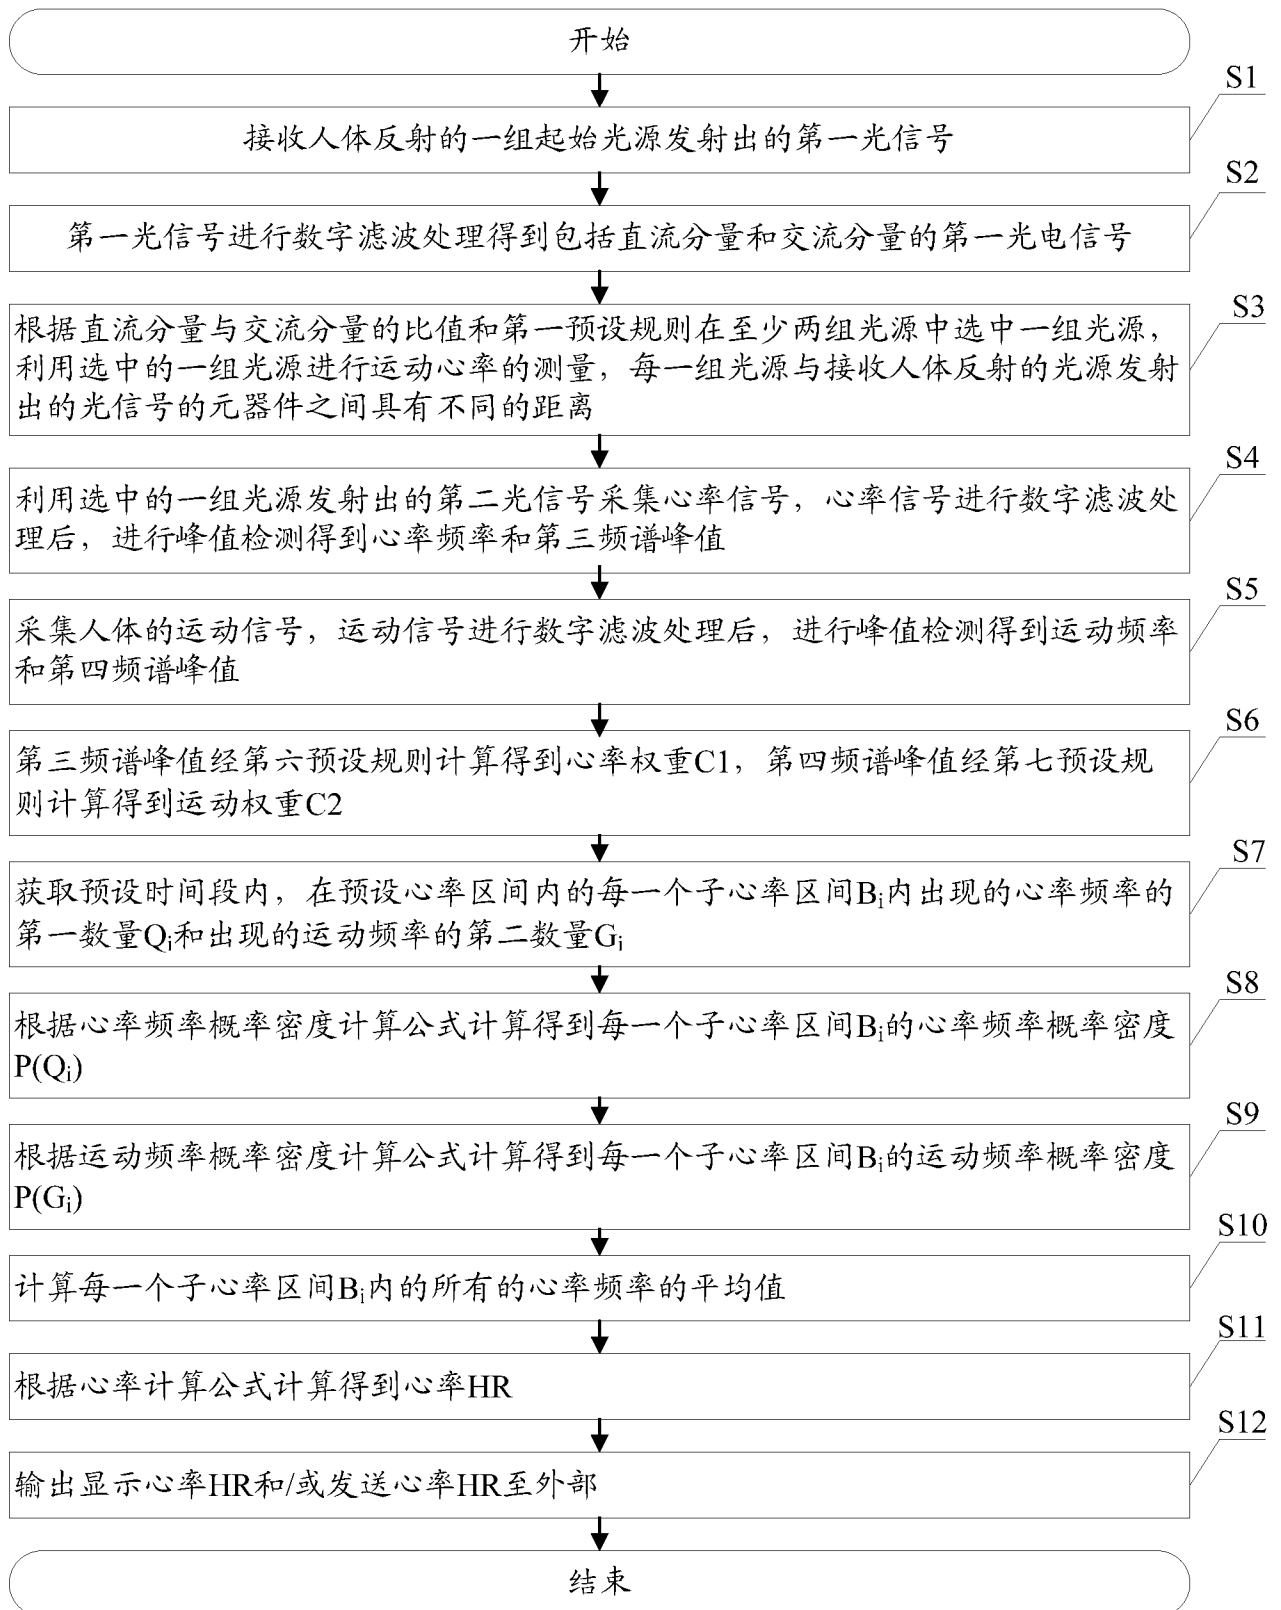 开始
S1
接收人体反射的一组起始光源发射出的第一光信号
S2
第一光信号进行数字滤波处理得到包括直流分量和交流分量的第一光电信号
S3
根据直流分量与交流分量的比值和第一预设规则在至少两组光源中选中一组光源，
利用选中的一组光源进行运动心率的测量，每一组光源与接收人体反射的光源发射
出的光信号的元器件之间具有不同的距离
S4
利用选中的一组光源发射出的第二光信号采集心率信号，心率信号进行数字滤波处
理后，进行峰值检测得到心率频率和第三频谱峰值
S5
采集人体的运动信号，运动信号进行数字滤波处理后，进行峰值检测得到运动频率
和第四频谱峰值
S6
第三频谱峰值经第六预设规则计算得到心率权重C1，第四频谱峰值经第七预设规
则计算得到运动权重C2
S7
获取预设时间段内，在预设心率区间内的每一个子心率区间Bi内出现的心率频率的
第一数量Qi和出现的运动频率的第二数量Gi
S8
根据心率频率概率密度计算公式计算得到每一个子心率区间Bi的心率频率概率密度
P(Qi)
S9
根据运动频率概率密度计算公式计算得到每一个子心率区间Bi的运动频率概率密度
P(Gi)
S10
计算每一个子心率区间Bi内的所有的心率频率的平均值
S11
根据心率计算公式计算得到心率HR
S12
输出显示心率HR和/或发送心率HR至外部
结束